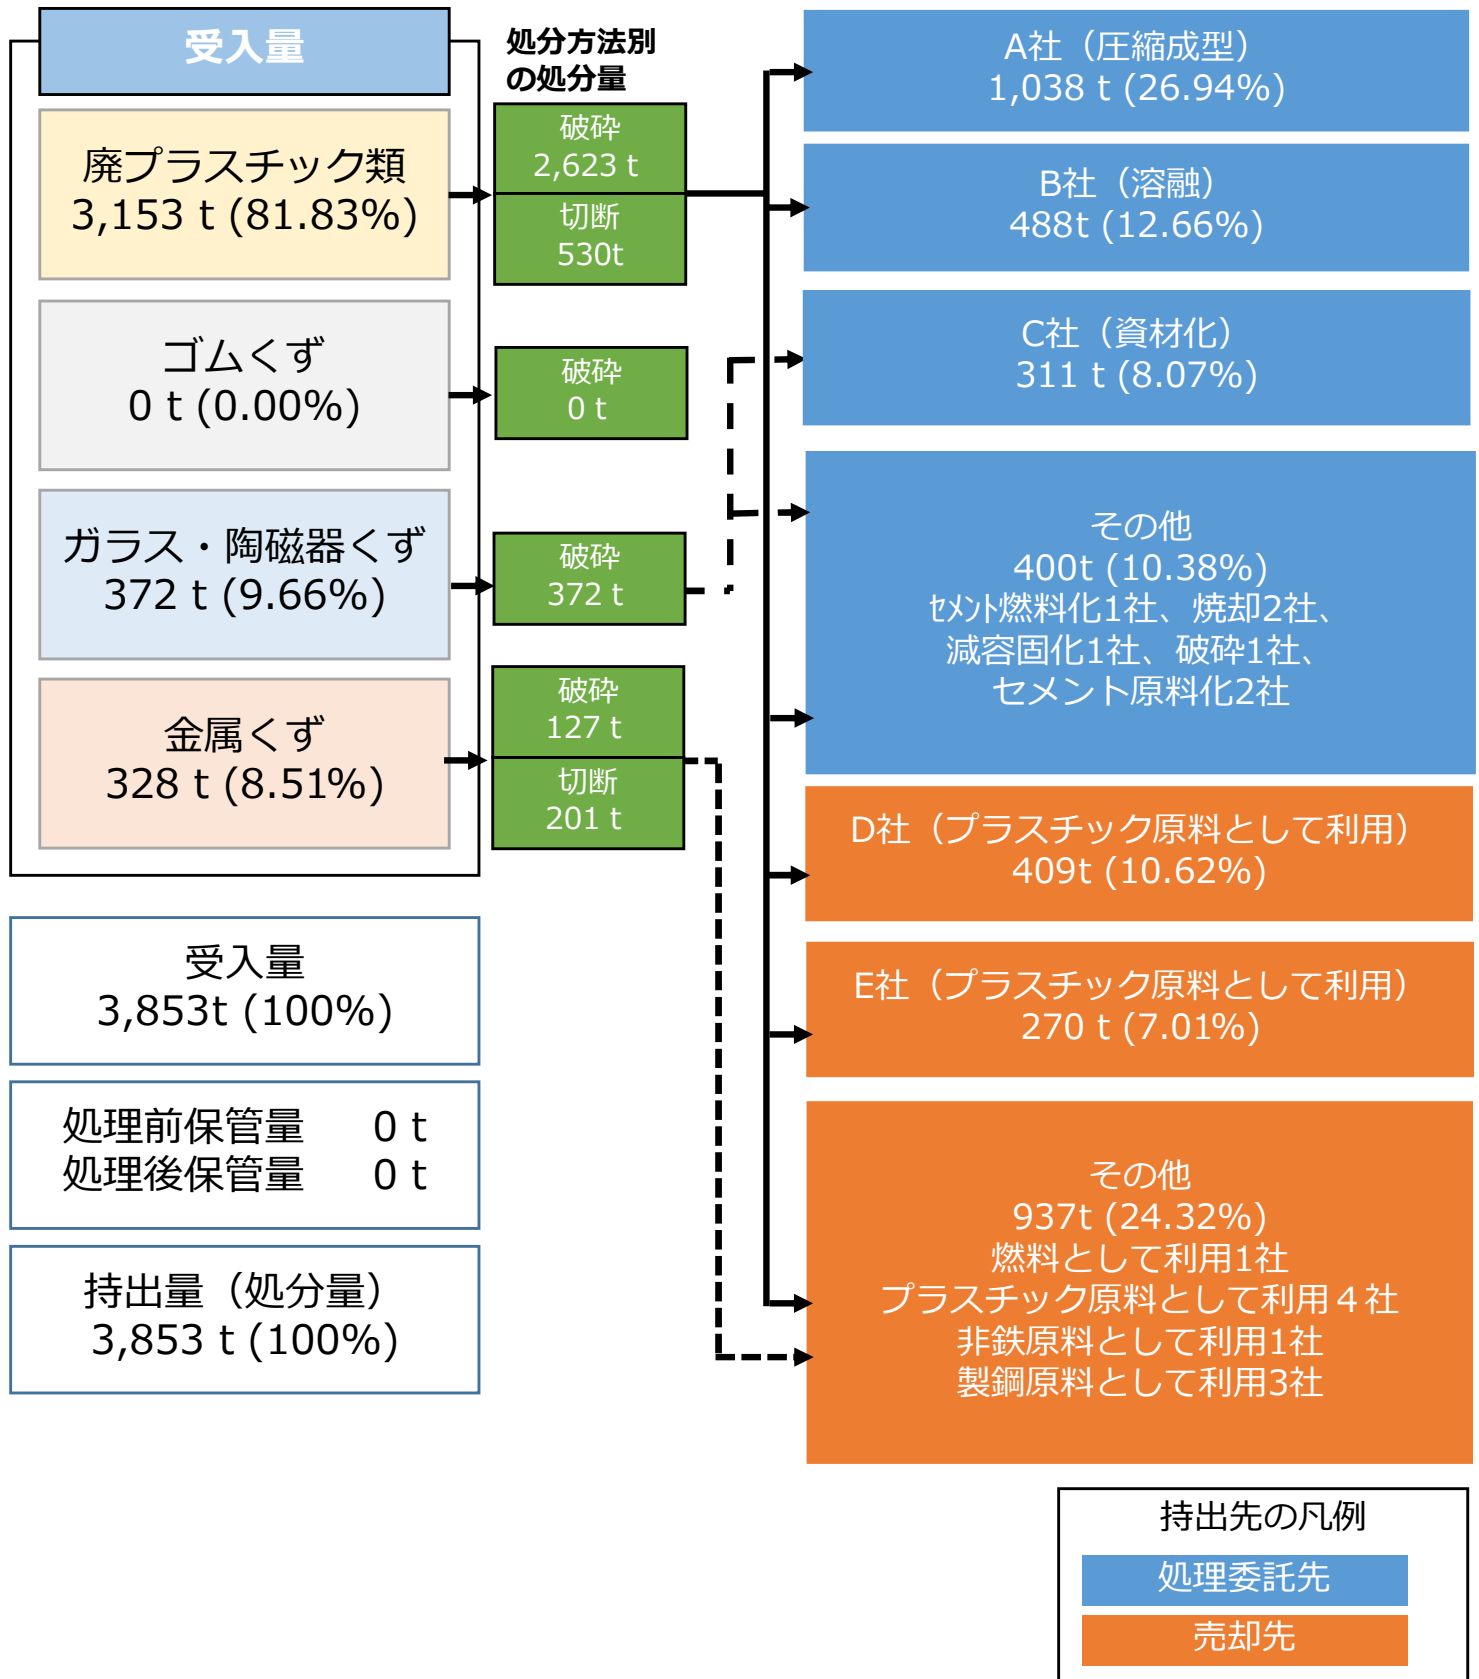 受入量
処分方法別
の処分量
廃プラスチック類
3,153 t (81.83%)
破砕
2,623 t
切断
530t
ゴムくず
0 t (0.00%)
破砕
0 t
ガラス・陶磁器くず
372 t (9.66%)
破砕
372 t
金属くず
328 t (8.51%)
破砕
127 t
切断
201 t
受入量
3,853t (100%)
処理前保管量 0 t
処理後保管量 0 t
持出量（処分量）
3,853 t (100%)
A社（圧縮成型）
1,038 t (26.94%)
B社（溶融）
488t (12.66%)
C社（資材化）
311 t (8.07%)
その他
400t (10.38%)
ｾﾒﾝﾄ燃料化1社、焼却2社、
減容固化1社、破砕1社、
セメント原料化2社
D社（プラスチック原料として利用）
409t (10.62%)
E社（プラスチック原料として利用）
270 t (7.01%)
その他
937t (24.32%)
燃料として利用1社
プラスチック原料として利用４社
非鉄原料として利用1社
製鋼原料として利用3社
持出先の凡例
処理委託先
売却先